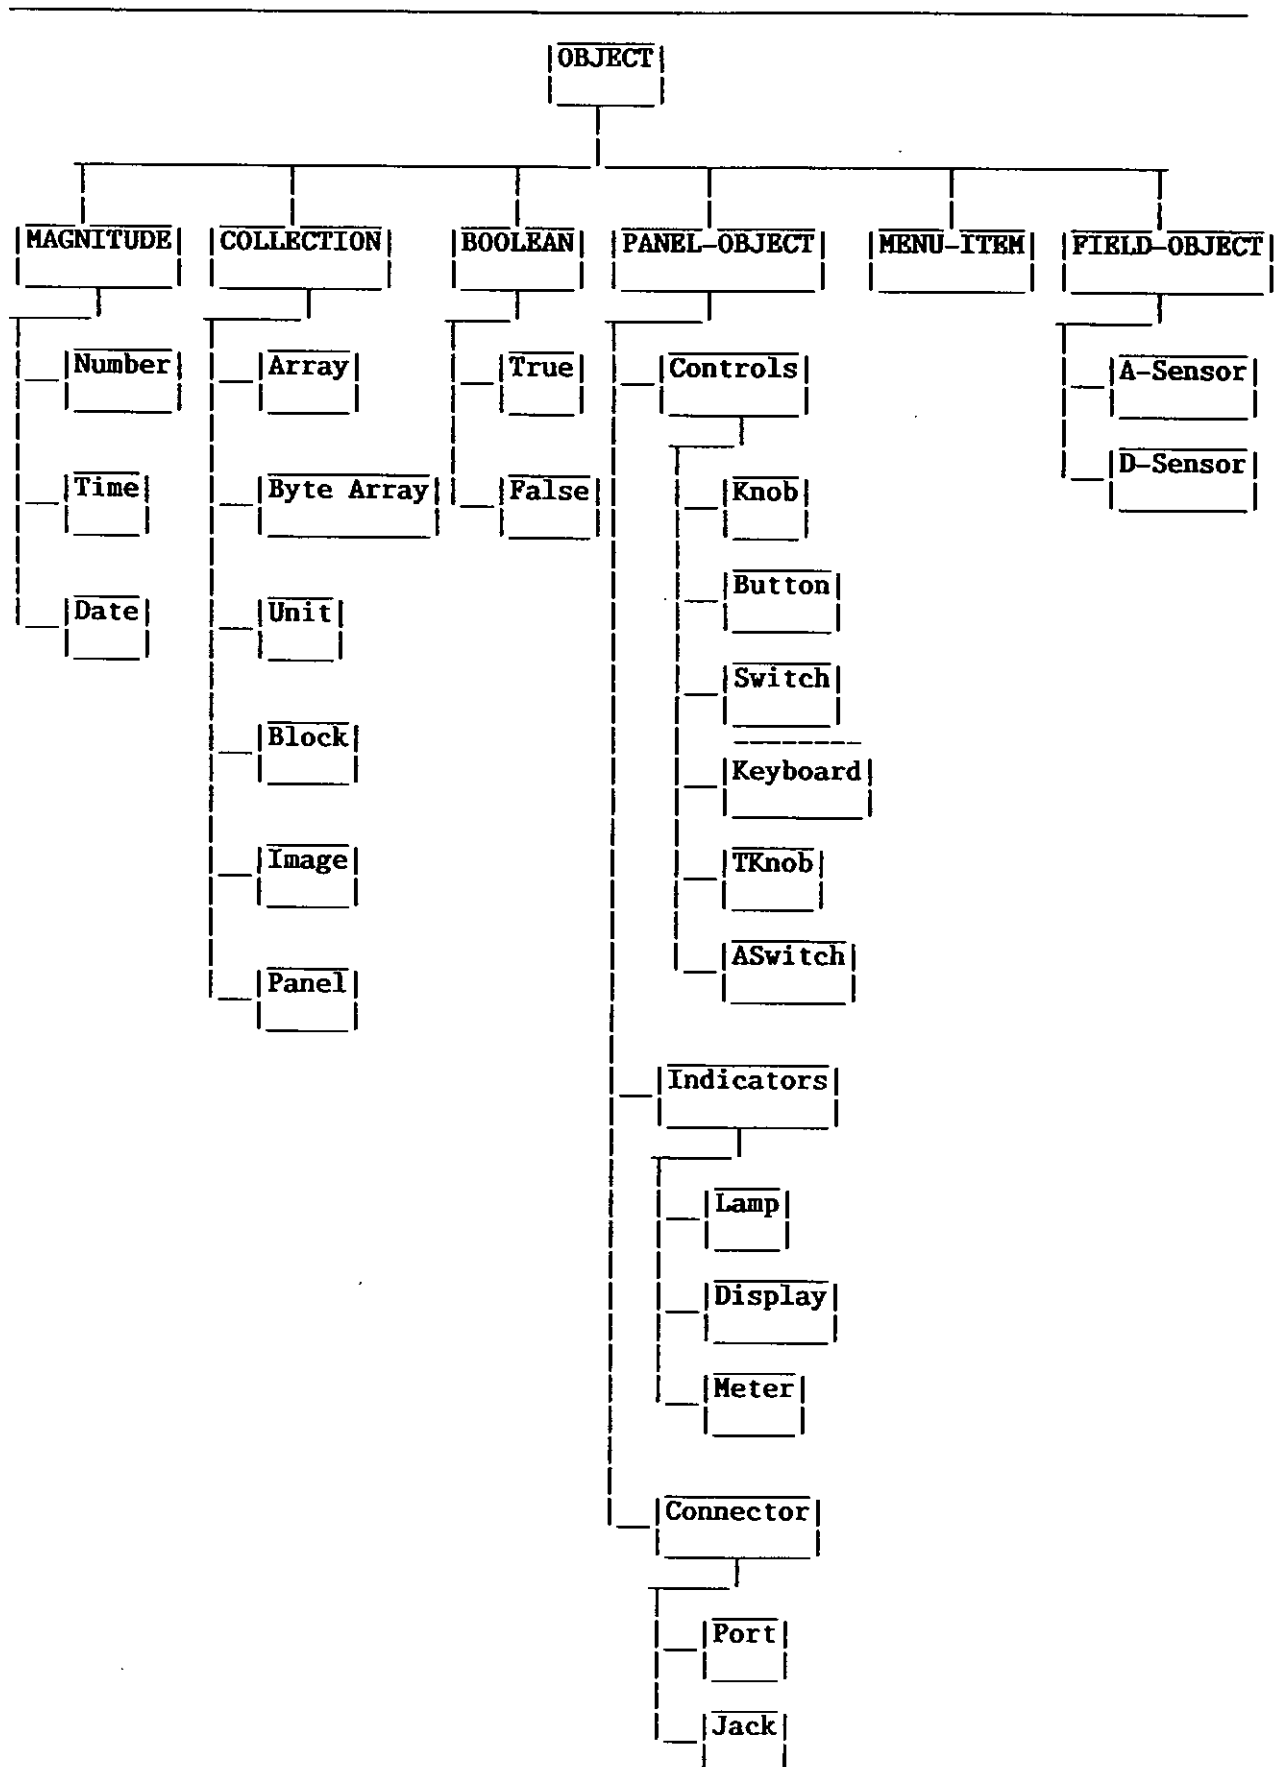 OBJECT
MAGNITUDE COLLECTION BOOLEAN PANEL-OBJECT MENU-ITEM FIELD-OBJECT
Number Array True Controls A-Sensor
Time Byte Array False Knob D-Sensor
Button
Date Unit
Switch
Block
Keyboard
Image TKnob
Panel ASwitch
Indicators
Lamp
Display
Meter
Connector
Port
Jack